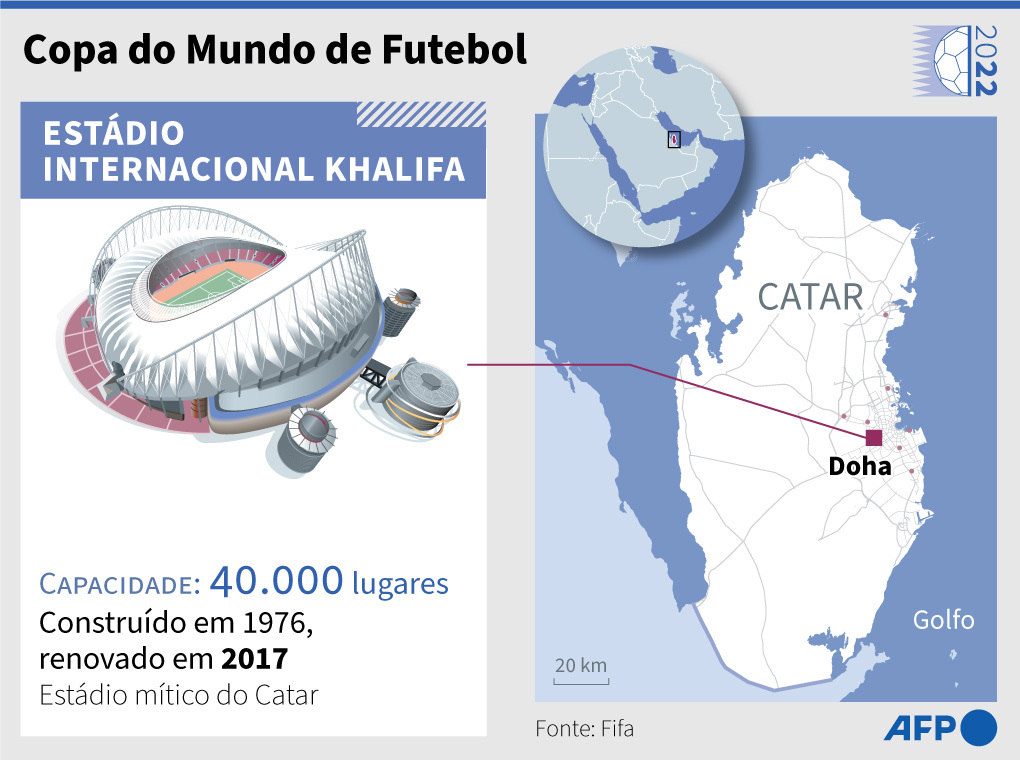 Copa do Mundo de Futebol
2022
ESTÁDIO
INTERNACIONAL KHALIFA
CATAR
Doha
CAPACIDADE: 40.000 lugares
Construído em 1976,
renovado em 2017
Estádio mítico do Catar
Golfo
20 km
Fonte: Fifa
AFP